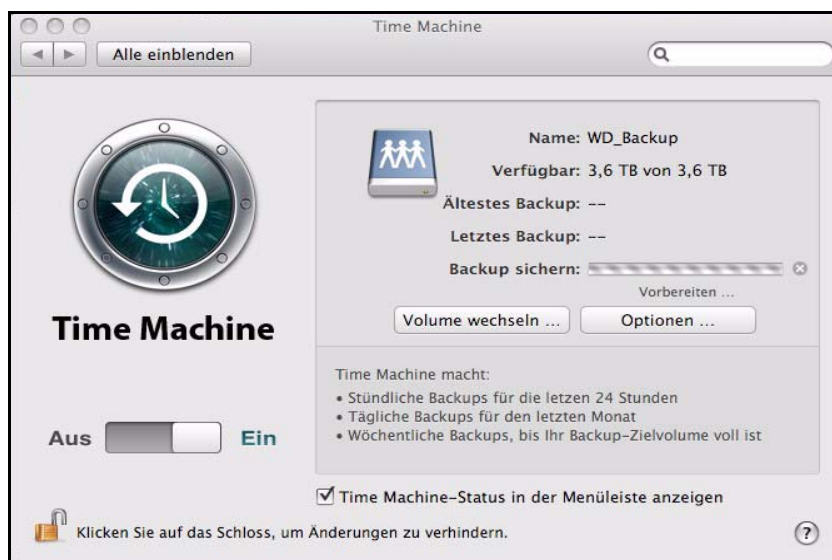 Time Machine
Alle einblenden
Name: WD_Backup
Verfügbar: 3,6 TB von 3,6 TB
Ältestes Backup: --
Letztes Backup: --
Backup sichern:
Vorbereiten ...
Volume wechseln ...
Optionen ...
Time Machine
Aus
Ein
Time Machine macht:
• Stündliche Backups für die letzen 24 Stunden
• Tägliche Backups für den letzten Monat
• Wöchentliche Backups, bis Ihr Backup-Zielvolume voll ist
Time Machine-Status in der Menüleiste anzeigen
Klicken Sie auf das Schloss, um Änderungen zu verhindern.
?